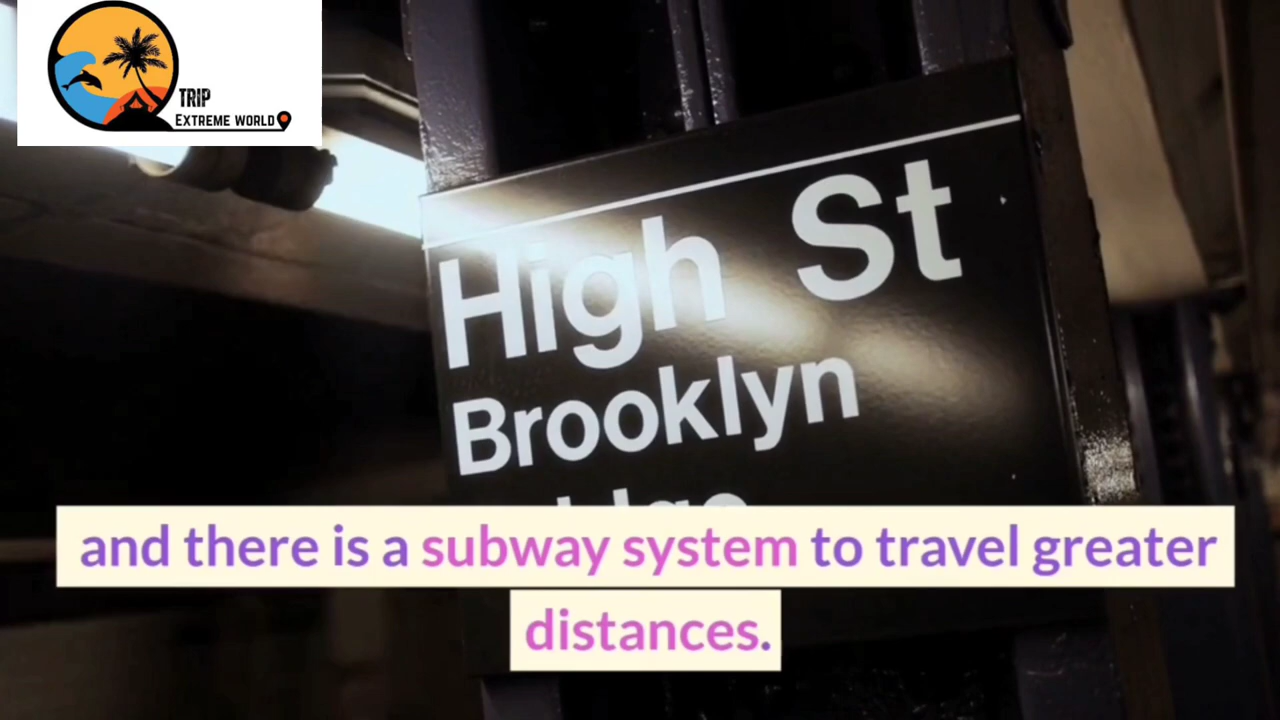 TRIP
EXTREME WORLD
High St
Brooklyn
and there is a subway system to travel greater
distances.